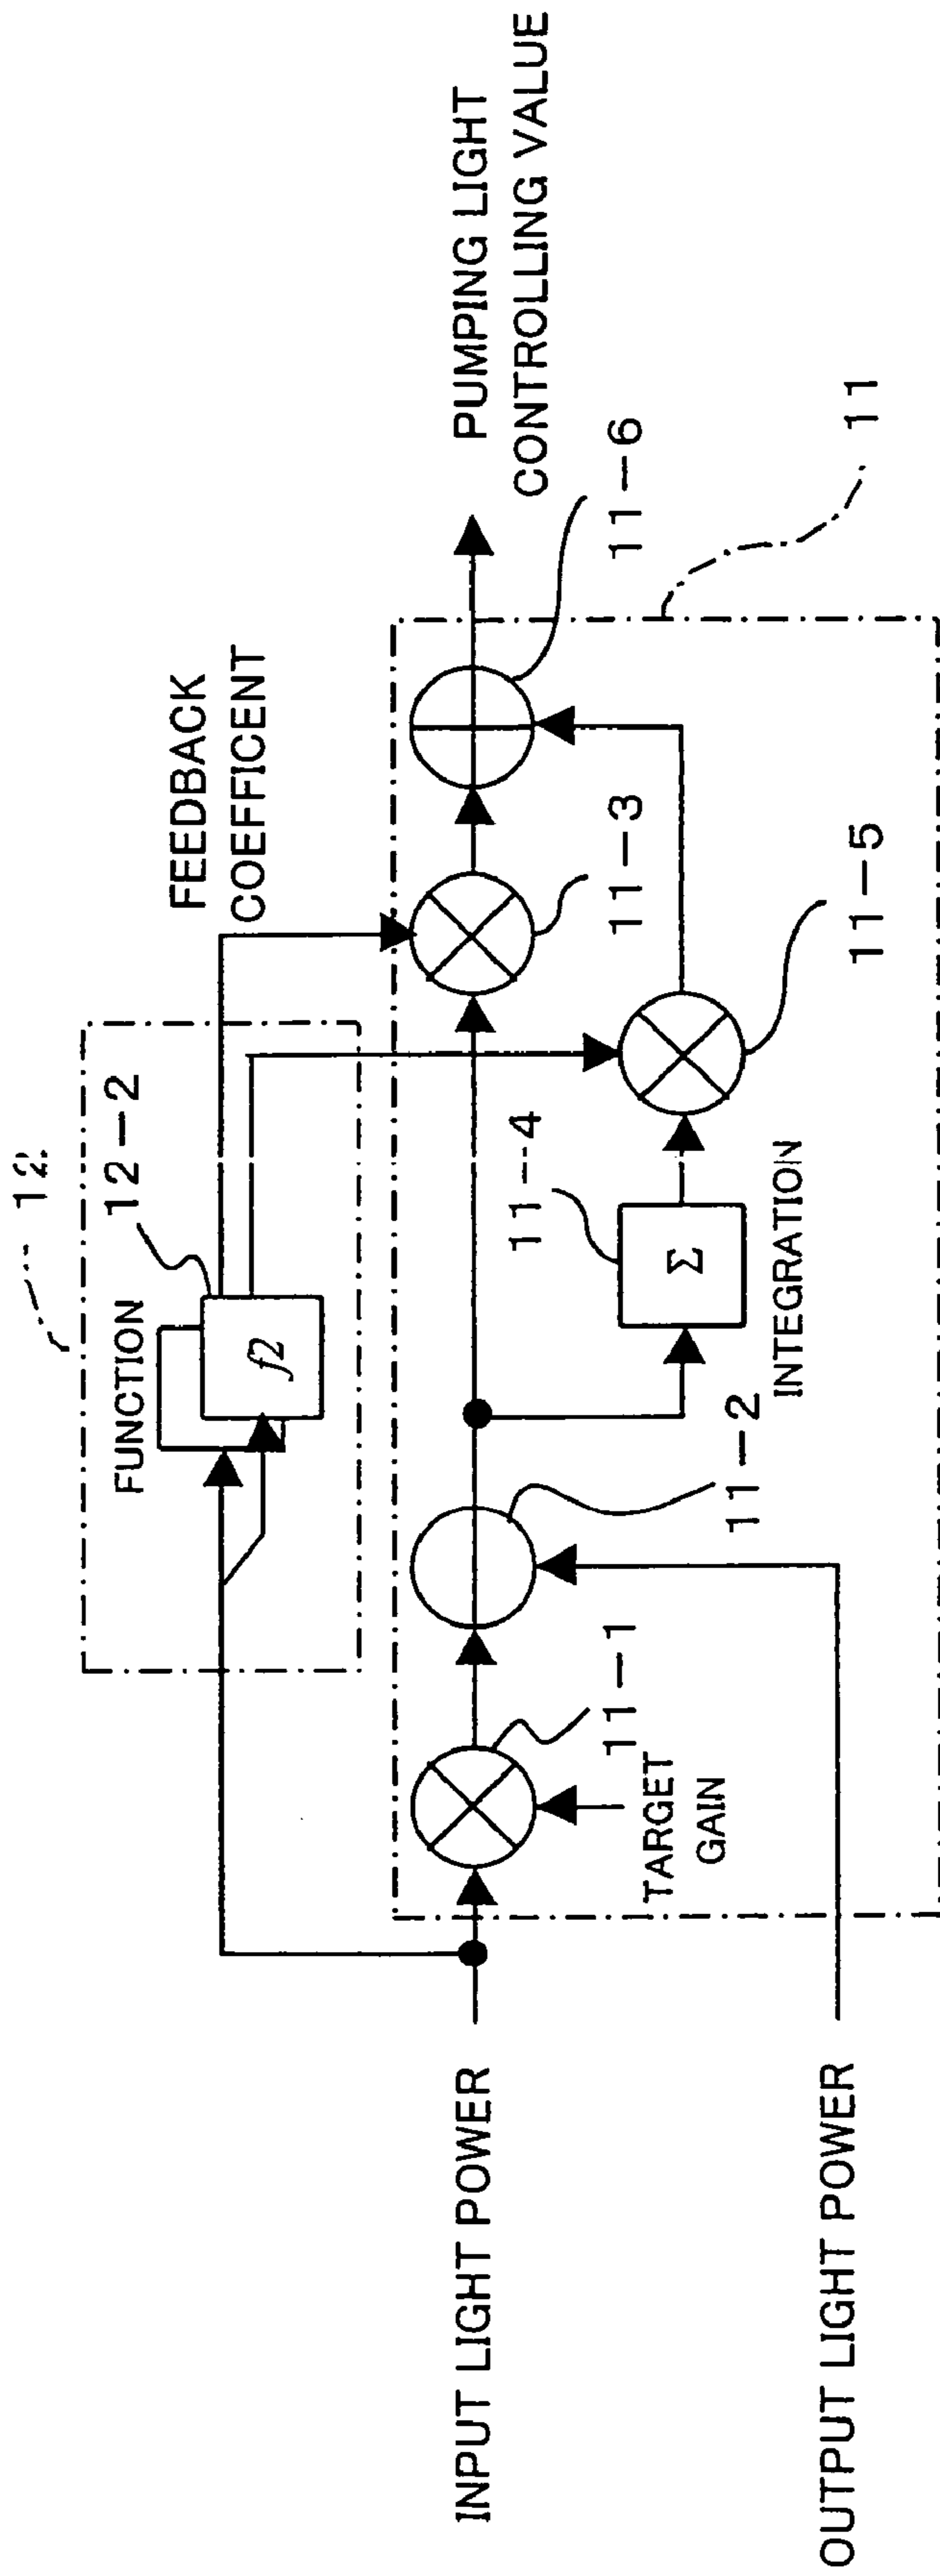 12
FUNCTION
12-2
f2
FEEDBACK
COEFFICENT
INPUT LIGHT POWER
TARGET
GAIN
11-1
11-2
Σ
INTEGRATION
11-4
11-5
11-3
11-6
11
PUMPING LIGHT
CONTROLLING VALUE
OUTPUT LIGHT POWER